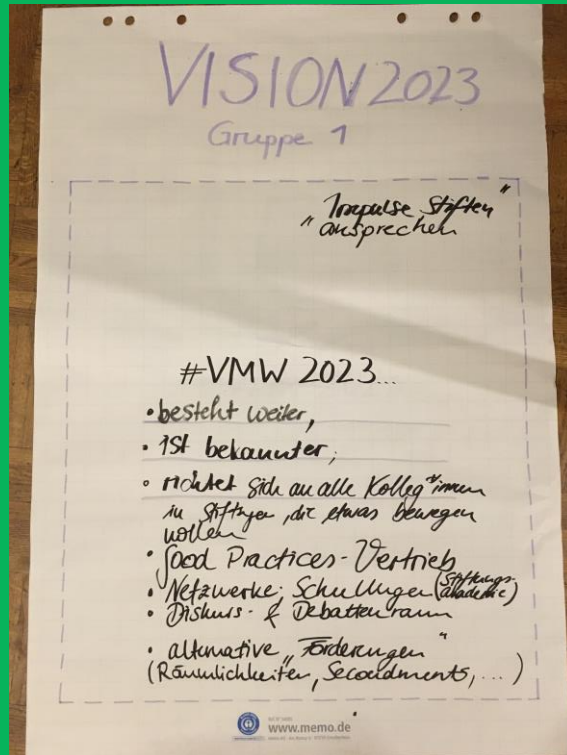 VISION 2023
Gruppe 1
"Impulse Stiften"
ansprechen
#VMW 2023...
• besteht weiter,
• ist bekannter,
• richtet sich an alle Kolleg*innen
in Stiftungen, die etwas bewegen
wollen
• Good Practices - Vertrieb
• Netzwerke, Schulungen (Stiftungs-
akademie)
• Diskurs- & Debattenraum
• alternative "Förderungen"
(Räumlichkeiten, Secondments, ...)
www.memo.de